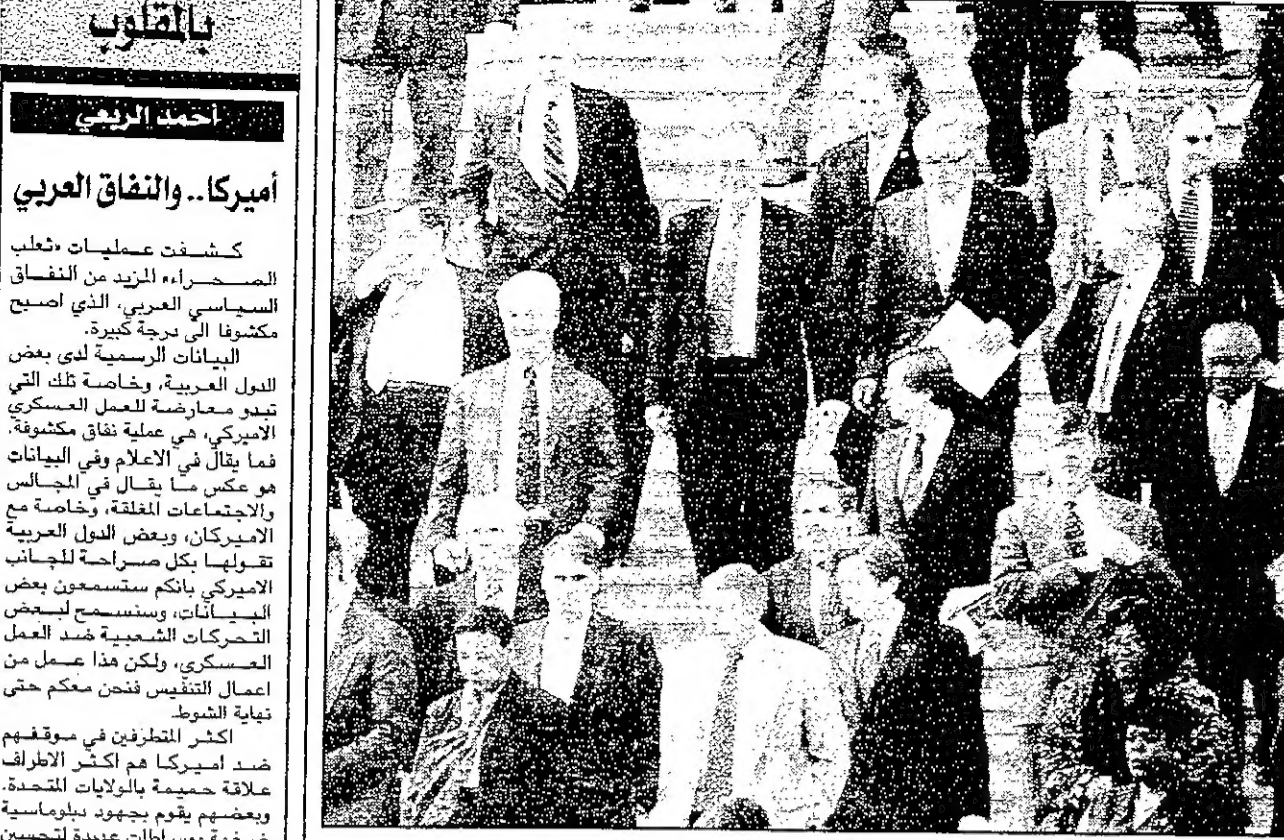 بالمقلوب
أحمد الربعي
أميركا.. والنفاق العربي
كشفت عمليات «ثعلب
الصحراء» المزيد من النفاق
السياسي العربي، الذي اصبح
مكشوفا الى درجة كبيرة.
البيانات الرسمية لدى بعض
الدول العربية، وخاصة تلك التي
تبدو معارضة للعمل العسكري
الاميركي، هي عملية نفاق مكشوفة.
فما يقال في الاعلام وفي البيانات
هو عكس ما يقال في المجالس
والاجتماعات المغلقة، وخاصة مع
الاميركان، وبعض الدول العربية
تقولها بكل صراحة للجانب
الاميركي بانكم ستسمعون بعض
البيانات، وسنسمح لبعض
التحركات الشعبية ضد العمل
العسكري، ولكن هذا عمل من
اعمال التنفيس فنحن معكم حتى
نهاية الشوط.
اكثر المتطرفين في موقفهم
ضد اميركا هم اكثر الاطراف
علاقة حميمة بالولايات المتحدة.
وبعضهم يقوم بجهود دبلوماسية
عديدة لتحسين